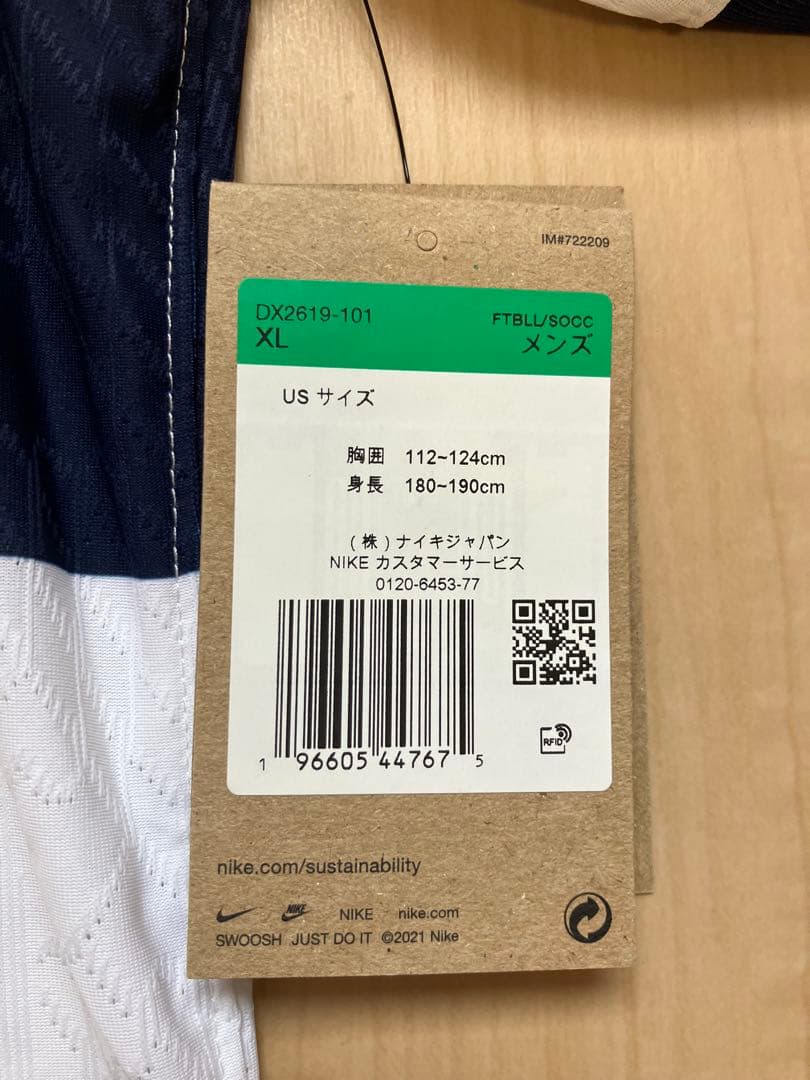 IM#722209
DX2619-101
XL
FTBLL/SOCC
メンズ
US サイズ
胸囲 112~124cm
身長 180~190cm
(株)ナイキジャパン
NIKE カスタマーサービス
0120-6453-77
1 96605 44767 5
RFID
nike.com/sustainability
NIKE NIKE nike.com
SWOOSH JUST DO IT ©2021 Nike